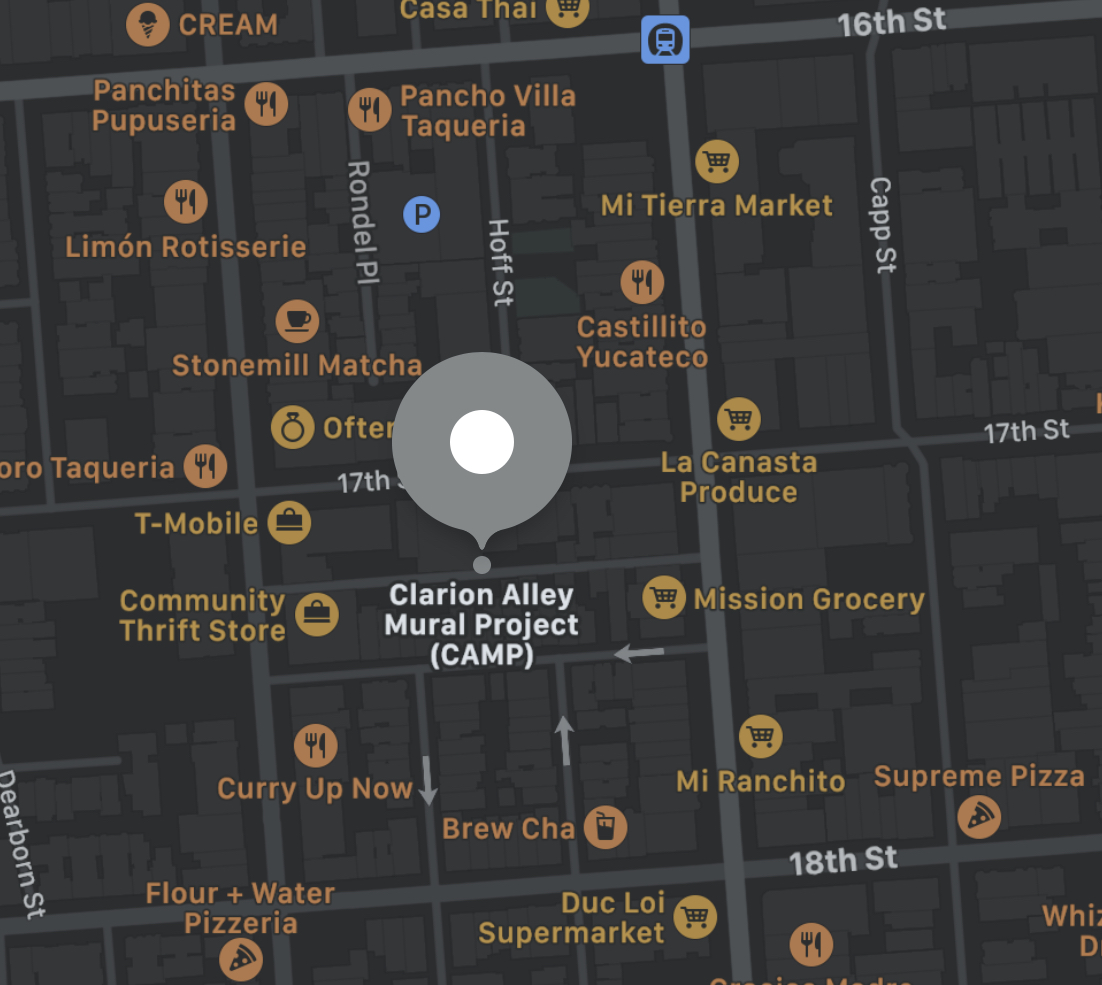 CREAM
Casa Thai
16th St
Panchitas
Pupuseria
Pancho Villa
Taqueria
Rondel Pl
P
Hoff St
Mi Tierra Market
Capp St
Limón Rotisserie
Castillito
Yucateco
Stonemill Matcha
17th St
La Canasta
Produce
oro Taqueria
17th
T-Mobile
Clarion Alley
Mural Project
(CAMP)
Community
Thrift Store
Mission Grocery
Curry Up Now
Mi Ranchito
Supreme Pizza
Dearborn St
Brew Cha
18th St
Flour + Water
Pizzeria
Duc Loi
Supermarket